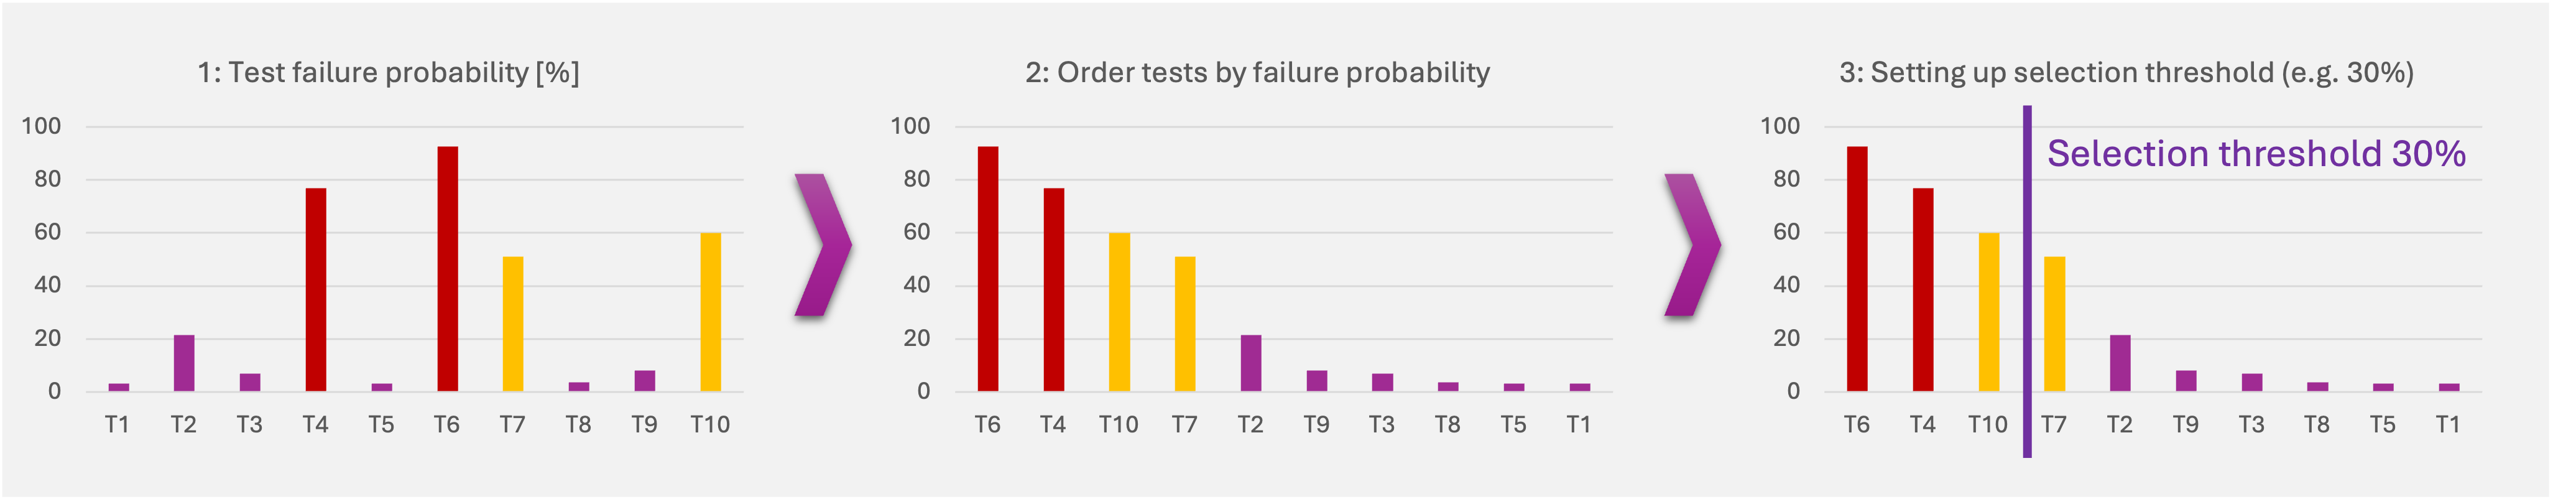 1: Test failure probability [%]
100
80
60
40
20
0
T1 T2 T3 T4 T5 T6 T7 T8 T9 T10
2: Order tests by failure probability
100
80
60
40
20
0
T6 T4 T10 T7 T2 T9 T3 T8 T5 T1
3: Setting up selection threshold (e.g. 30%)
Selection threshold 30%
100
80
60
40
20
0
T6 T4 T10 T7 T2 T9 T3 T8 T5 T1